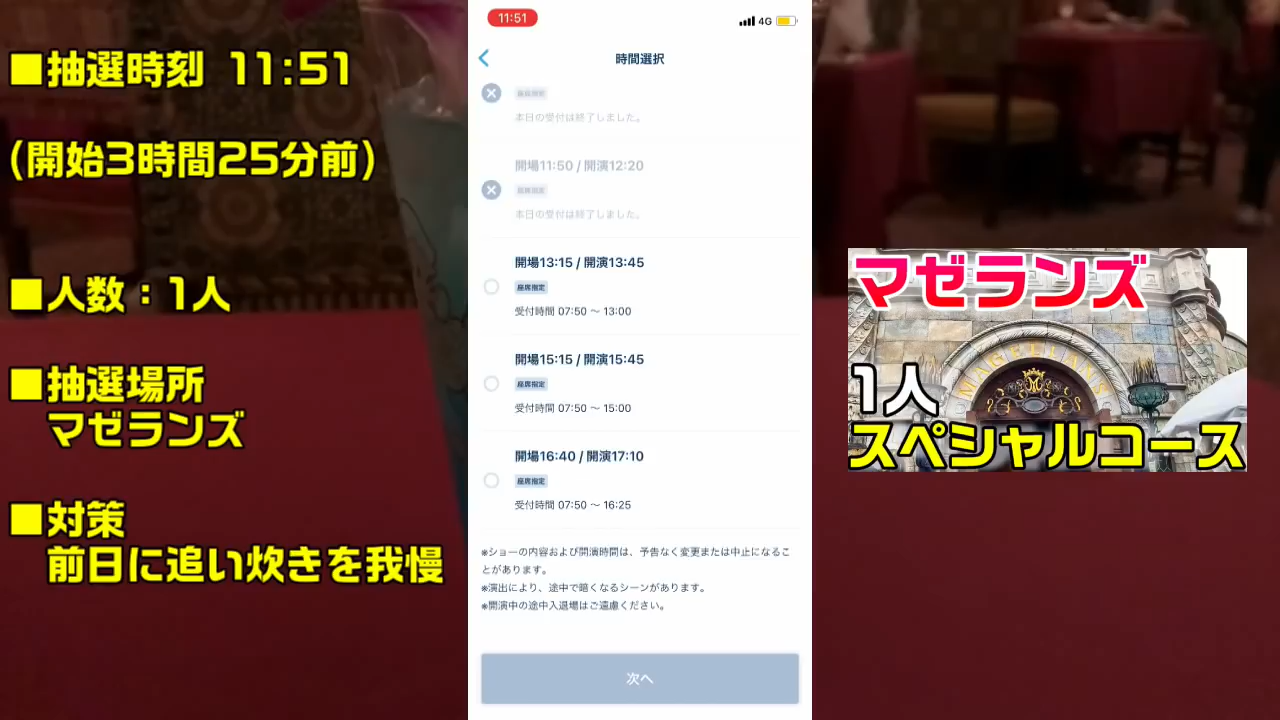 ■抽選時刻 11:51
(開始3時間25分前)
■人数：1人
■抽選場所
マゼランズ
■対策
前日に追い炊きを我慢
11:51
4G
時間選択
座席指定
本日の受付は終了しました。
開場11:50 / 開演12:20
座席指定
本日の受付は終了しました。
開場13:15 / 開演13:45
座席指定
受付時間 07:50 ～ 13:00
開場15:15 / 開演15:45
座席指定
受付時間 07:50 ～ 15:00
開場16:40 / 開演17:10
座席指定
受付時間 07:50 ～ 16:25
※ショーの内容および開演時間は、予告なく変更または中止になるこ
とがあります。
※演出により、途中で暗くなるシーンがあります。
※開演中の途中入退場はご遠慮ください。
次へ
マゼランズ
MAGELLAN'S
1人
スペシャルコース